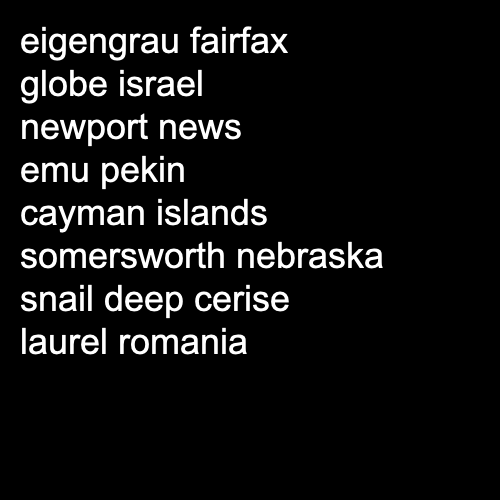 eigengrau fairfax
globe israel
newport news
emu pekin
cayman islands
somersworth nebraska
snail deep cerise
laurel romania